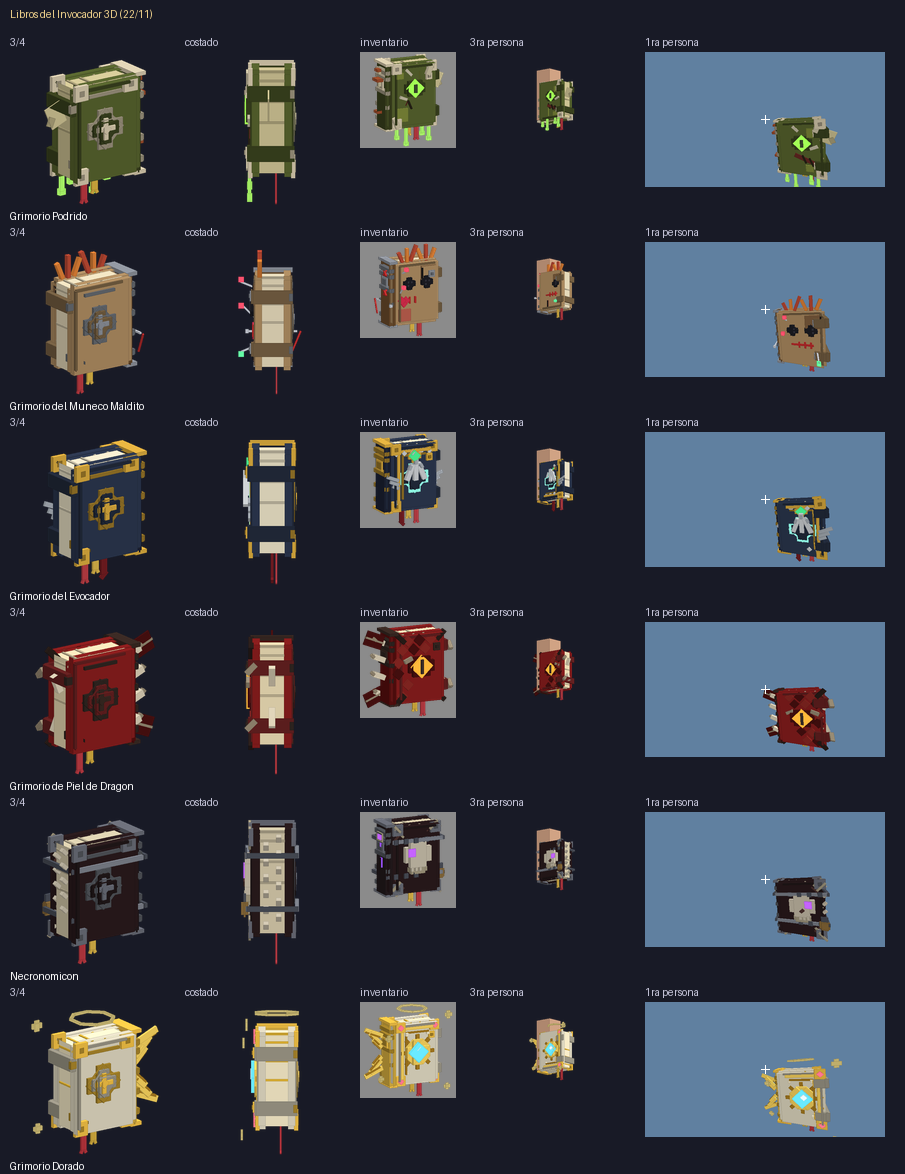 Libros del Invocador 3D (22/11)
3/4 costado inventario 3ra persona 1ra persona
Grimorio Podrido
3/4 costado inventario 3ra persona 1ra persona
Grimorio del Muneco Maldito
3/4 costado inventario 3ra persona 1ra persona
Grimorio del Evocador
3/4 costado inventario 3ra persona 1ra persona
Grimorio de Piel de Dragon
3/4 costado inventario 3ra persona 1ra persona
Necronomicon
3/4 costado inventario 3ra persona 1ra persona
Grimorio Dorado